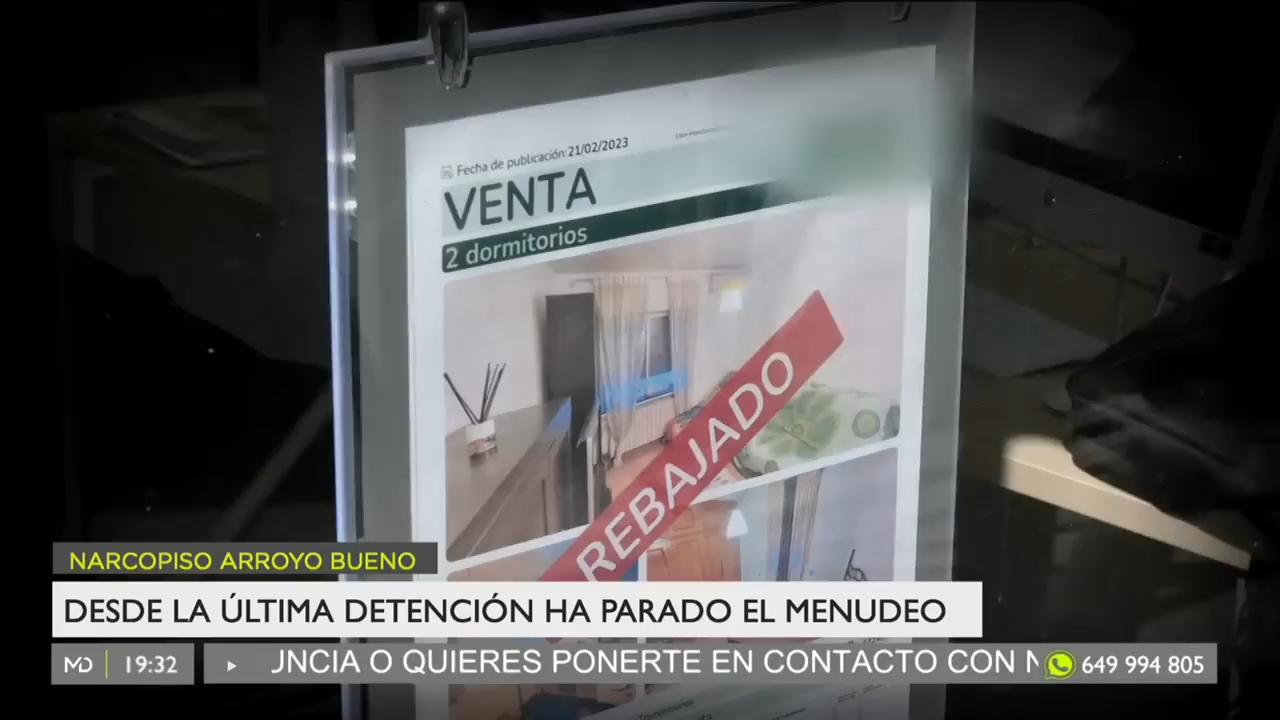 Fecha de publicación: 21/02/2023
VENTA
2 dormitorios
REBAJADO
NARCOPISO ARROYO BUENO
DESDE LA ÚLTIMA DETENCIÓN HA PARADO EL MENUDEO
MD 19:32 UNCIA O QUIERES PONERTE EN CONTACTO CON 649 994 805